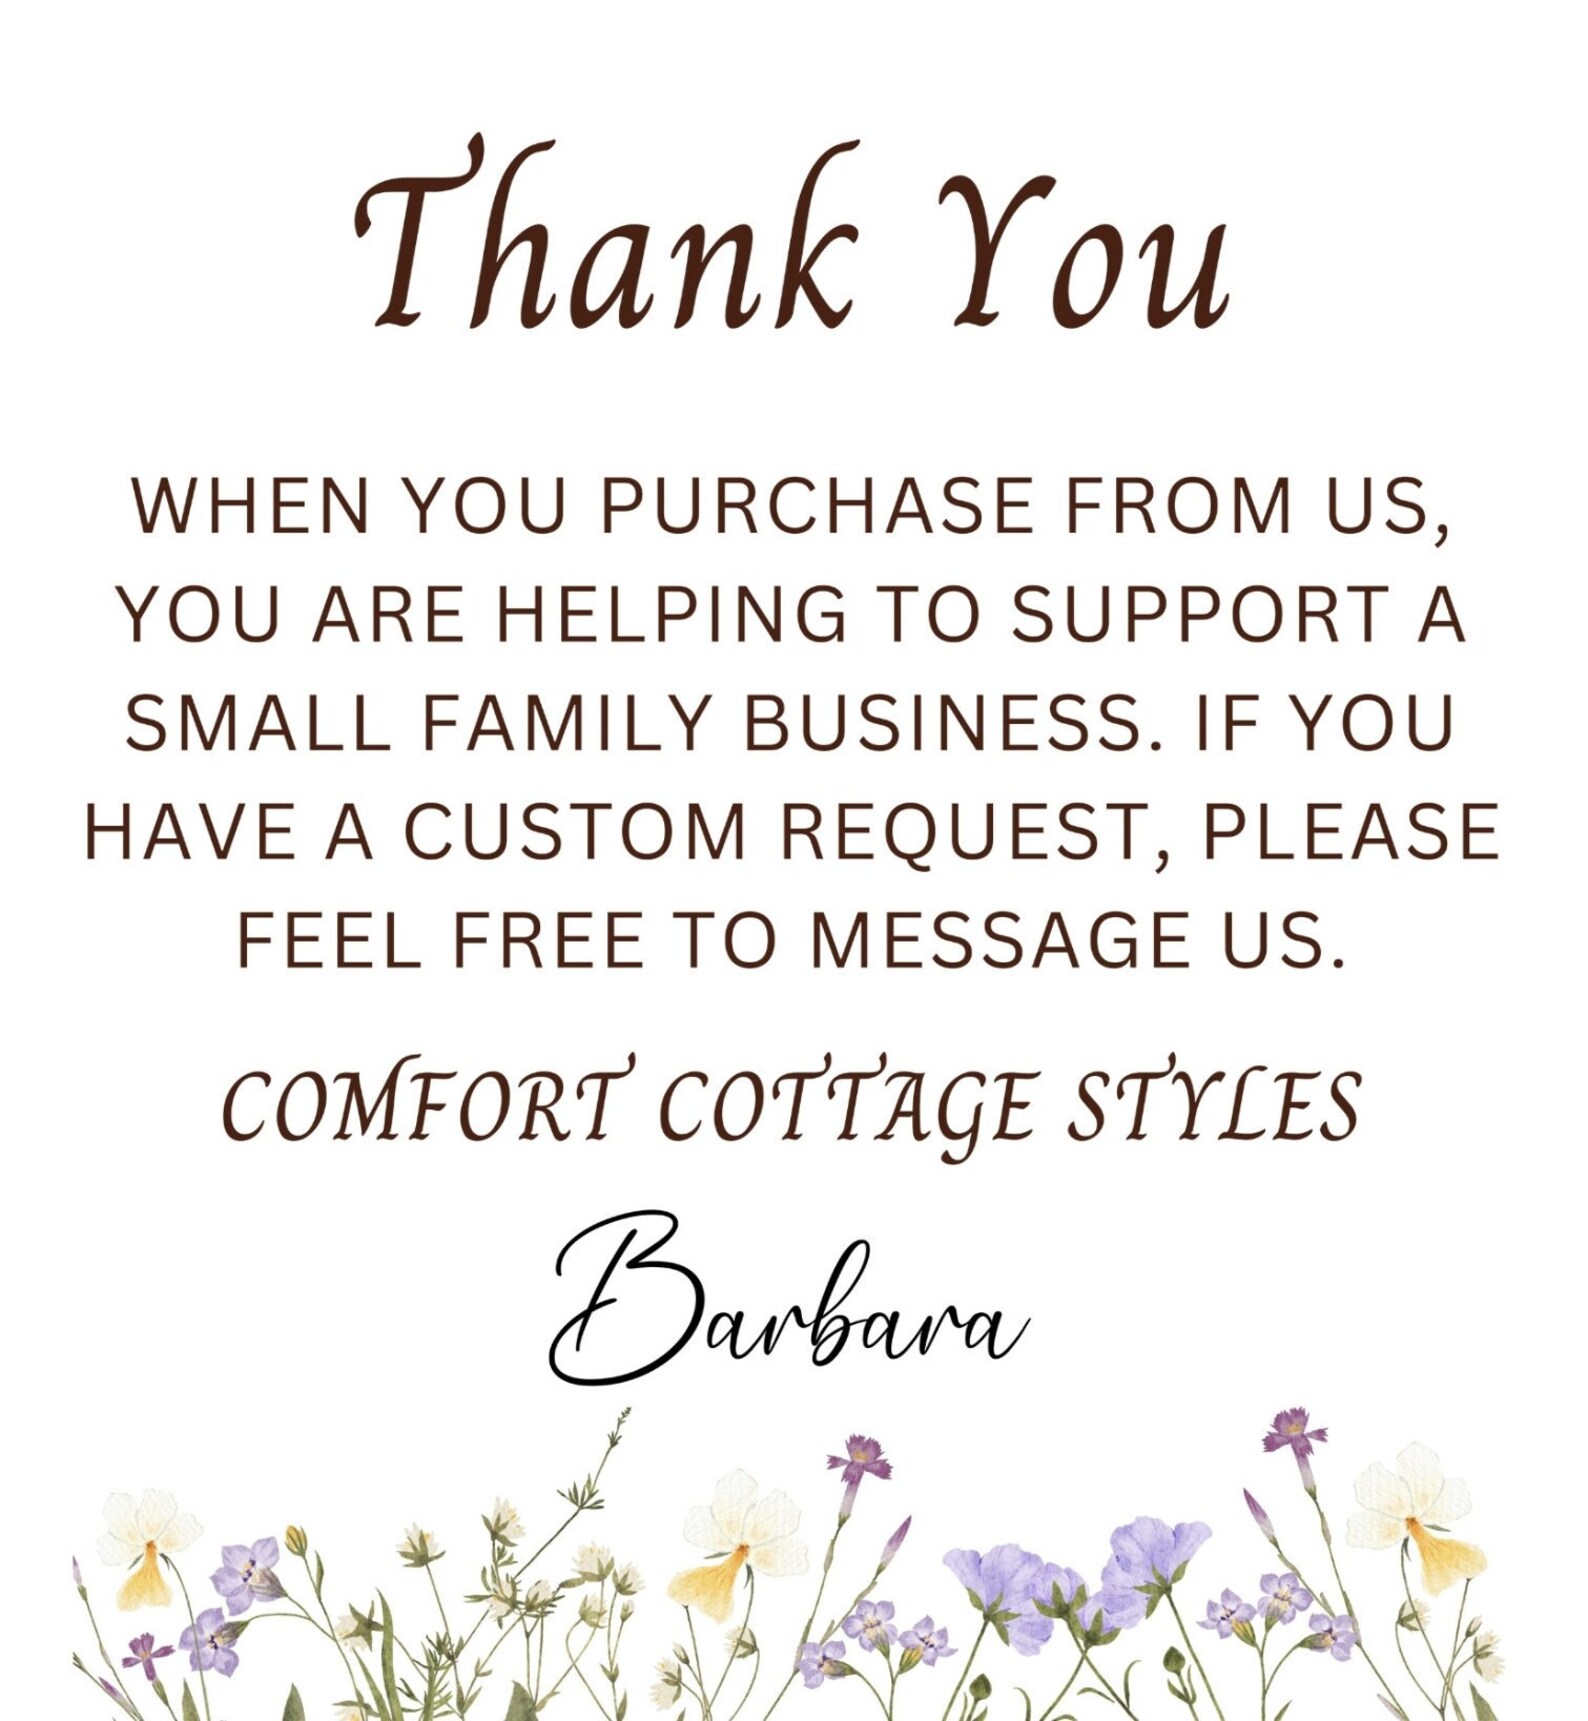 Thank You
WHEN YOU PURCHASE FROM US,
YOU ARE HELPING TO SUPPORT A
SMALL FAMILY BUSINESS. IF YOU
HAVE A CUSTOM REQUEST, PLEASE
FEEL FREE TO MESSAGE US.
COMFORT COTTAGE STYLES
Barbara